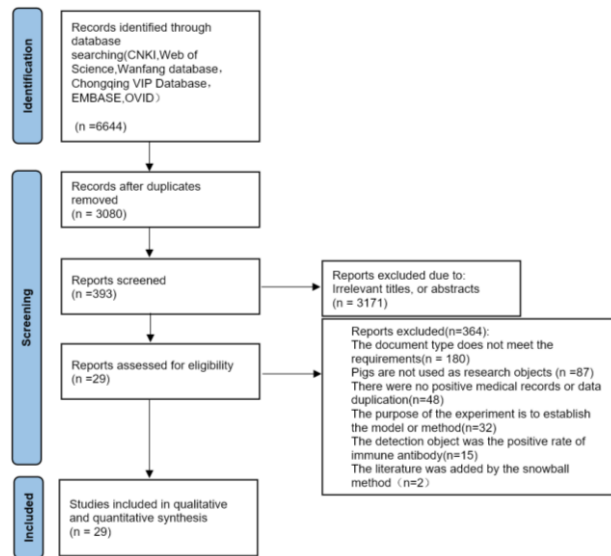 Identification
Records identified through
database
searching(CNKI,Web of
Science,Wanfang database，
Chongqing VIP Database，
EMBASE,OVID）
(n =6644)
Screening
Records after duplicates
removed
(n = 3080)
Reports screened
(n =393)
Reports excluded due to:
Irrelevant titles, or abstracts
(n = 3171)
Reports assessed for eligibility
(n =29)
Reports excluded(n=364):
The document type does not meet the
requirements(n = 180)
Pigs are not used as research objects (n =87)
There were no positive medical records or data
duplication(n=48)
The purpose of the experiment is to establish
the model or method(n=32)
The detection object was the positive rate of
immune antibody(n=15)
The literature was added by the snowball
method（n=2）
Included
Studies included in qualitative
and quantitative synthesis
(n = 29)